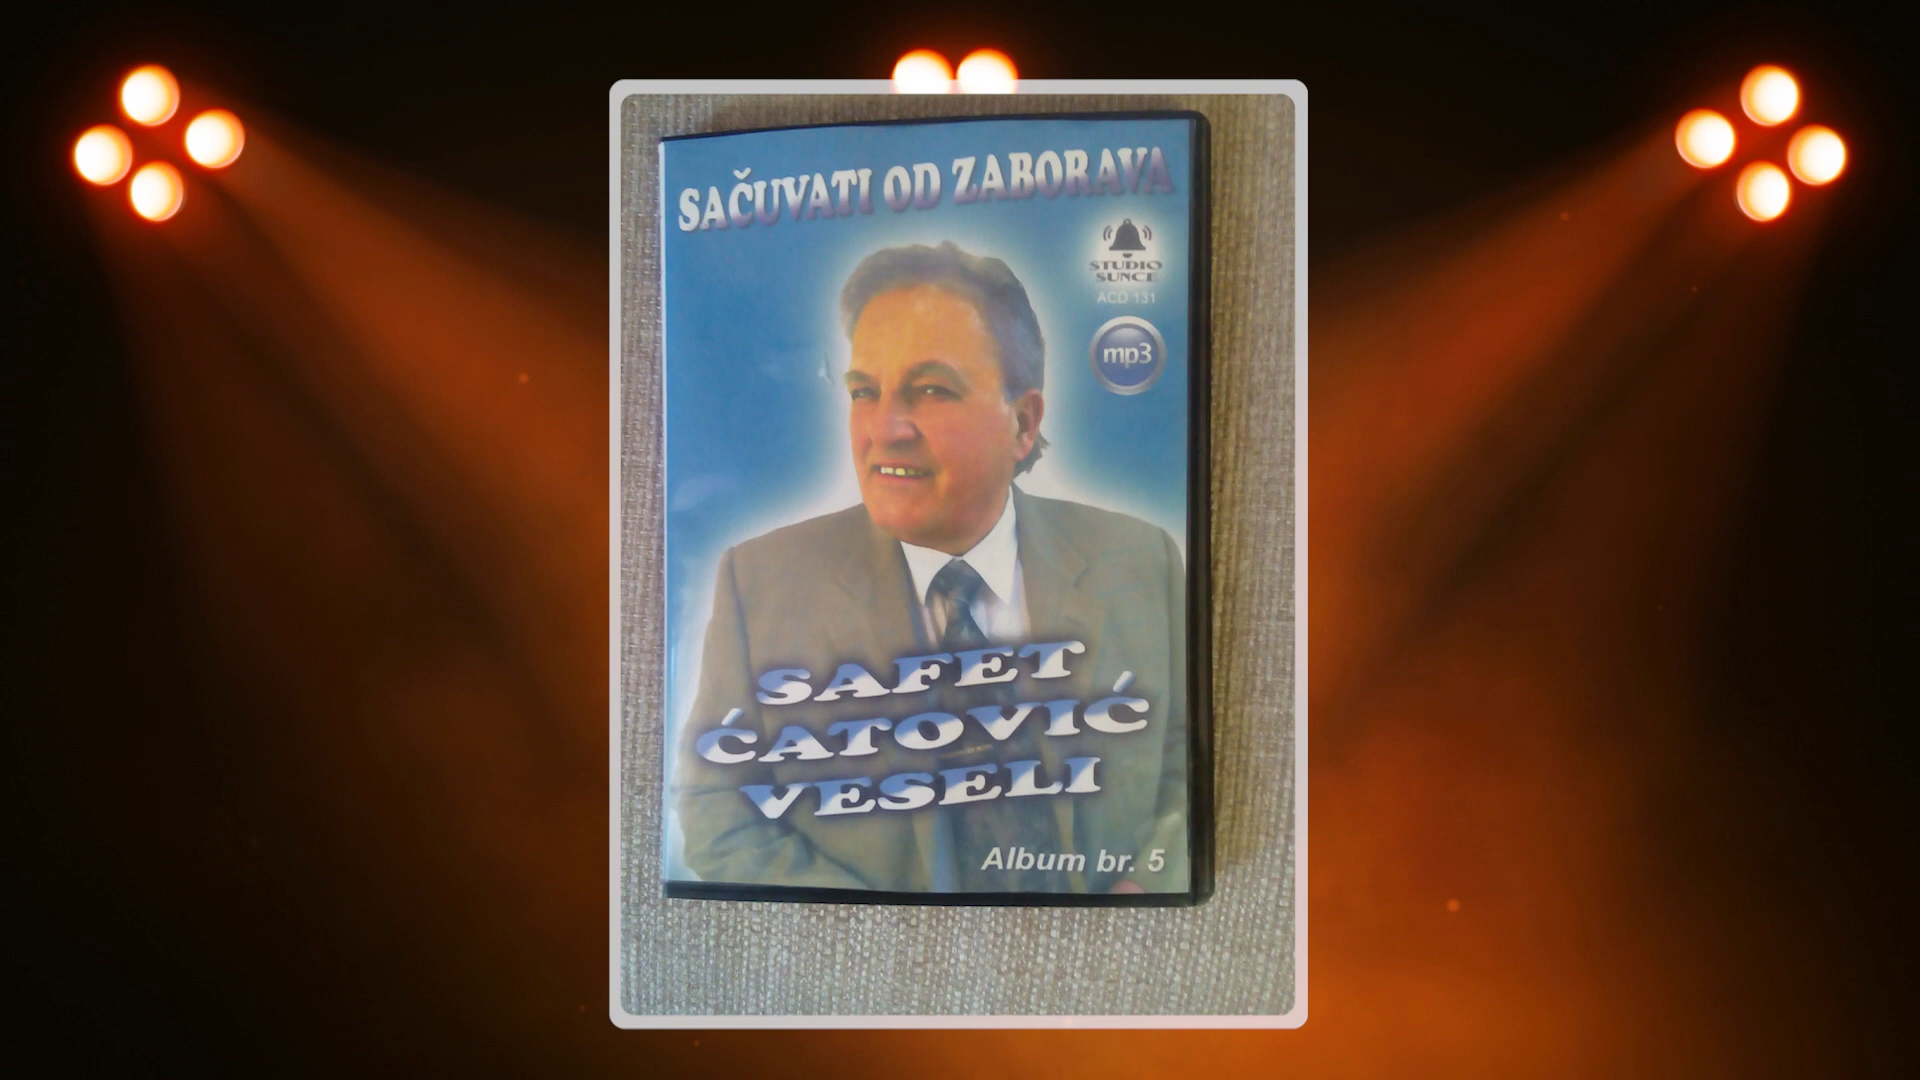 SAČUVATI OD ZABORAVA
STUDIO
SUNCE
ACD 131
mp3
SAFET
ĆATOVIĆ
VESELI
Album br. 5